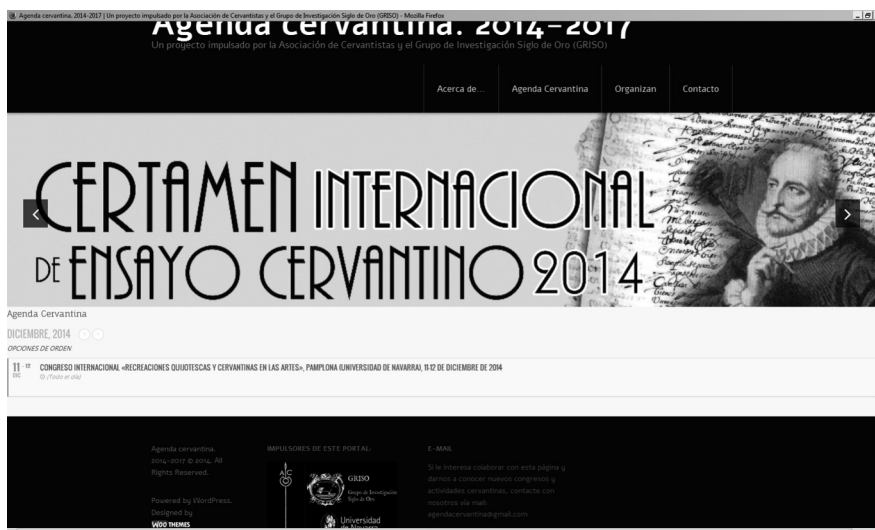 Agenda cervantina. 2014-2017 | Un proyecto impulsado por la Asociación de Cervantistas y el Grupo de Investigación Siglo de Oro (GRISO) - Mozilla Firefox
Agenda cervantina. 2014-2017
Un proyecto impulsado por la Asociación de Cervantistas y el Grupo de Investigación Siglo de Oro (GRISO)
Acerca de... Agenda Cervantina Organizan Contacto
CERTAMEN INTERNACIONAL
DE ENSAYO CERVANTINO 2014
Agenda Cervantina
DICIEMBRE, 2014
OPCIONES DE ORDEN
11 - 12 CONGRESO INTERNACIONAL «RECREACIONES QUIJOTESCAS Y CERVANTINAS EN LAS ARTES», PAMPLONA (UNIVERSIDAD DE NAVARRA), 11-12 DE DICIEMBRE DE 2014
DIC (Todo el día)
Agenda cervantina.
2014-2017 © 2014. All
Rights Reserved.
Powered by WordPress.
Designed by
WOO THEMES
IMPULSORES DE ESTE PORTAL:
AC
GRISO
Grupo de Investigación
Siglo de Oro
Universidad
de Navarra
E-MAIL
Si le interesa colaborar con esta página y
darnos a conocer nuevos congresos y
actividades cervantinas, contacte con
nosotros vía mail:
agendacervantina@gmail.com